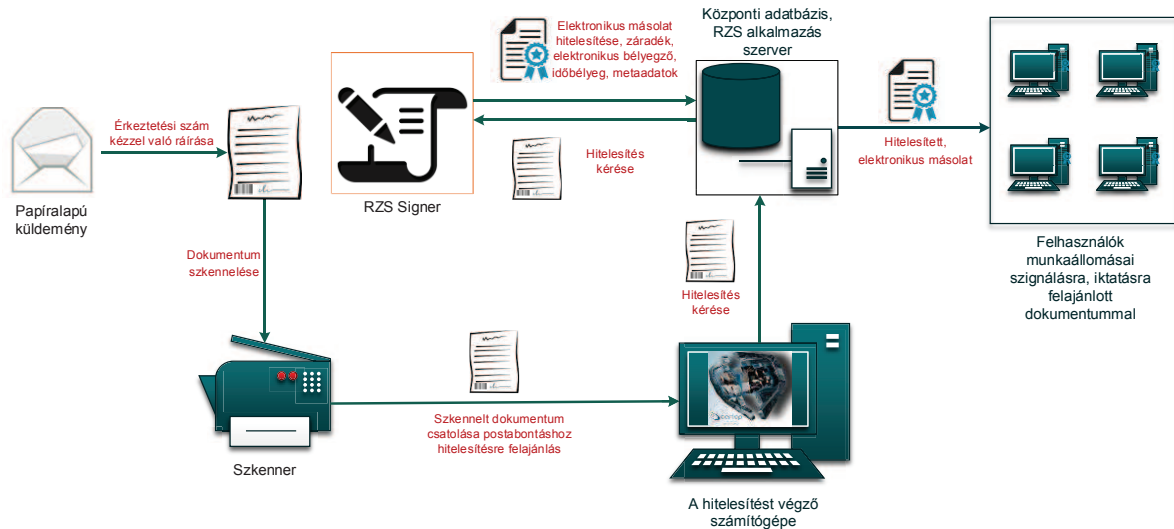 Elektronikus másolat
hitelesítése, záradék,
elektronikus bélyegző,
időbélyeg, metaadatok
Központi adatbázis,
RZS alkalmazás
szerver
Érkeztetési szám
kézzel való ráírása
Hitelesítés
kérése
Hitelesített,
elektronikus másolat
Papíralapú
küldemény
RZS Signer
Felhasználók
munkaállomásai
szignálásra, iktatásra
felajánlott
dokumentummal
Dokumentum
szkennelése
Hitelesítés
kérése
Szkennelt dokumentum
csatolása postabontáshoz
hitelesítésre felajánlás
Szkenner
A hitelesítést végző
számítógépe